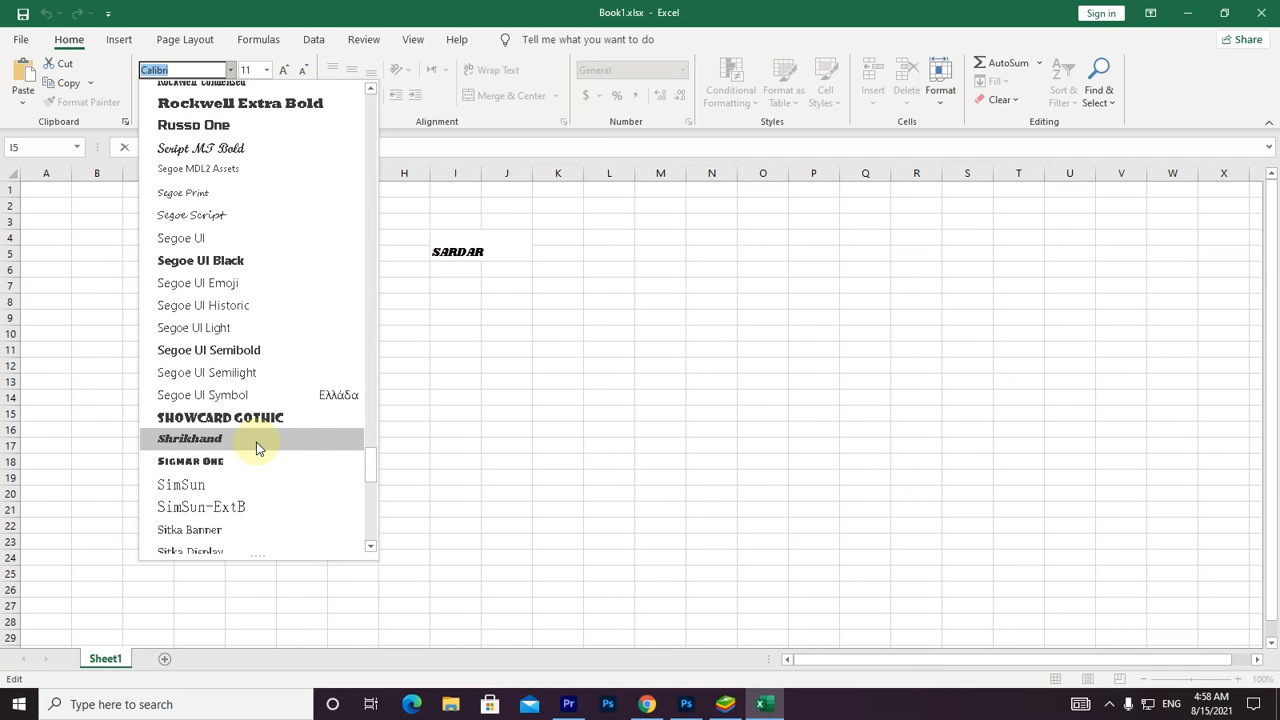 Book1.xlsx - Excel
Sign in
File Home Insert Page Layout Formulas Data Review View Help Tell me what you want to do Share
Paste
Cut
Copy
Format Painter
Clipboard
Calibri 11
Wrap Text
Merge & Center
Alignment
General
$ %
Number
Conditional Formatting
Format as Table
Cell Styles
Styles
Insert
Delete
Format
Cells
AutoSum
Fill
Clear
Sort & Filter
Find & Select
Editing
I5
A B H I J K L M N O P Q R S T U V W X
1
2
3
4
5
6
7
8
9
10
11
12
13
14
15
16
17
18
19
20
21
22
23
24
25
26
27
28
29
SARDAR
Rockwell Condensed
Rockwell Extra Bold
Russo One
Script MT Bold
Segoe MDL2 Assets
Segoe Print
Segoe Script
Segoe UI
Segoe UI Black
Segoe UI Emoji
Segoe UI Historic
Segoe UI Light
Segoe UI Semibold
Segoe UI Semilight
Segoe UI Symbol Ελλάδα
SHOWCARD GOTHIC
Shrikhand
Sigmar One
SimSun
SimSun-ExtB
Sitka Banner
Sitka Display
Sheet1
Edit
100%
Type here to search
ENG
4:58 AM
8/15/2021